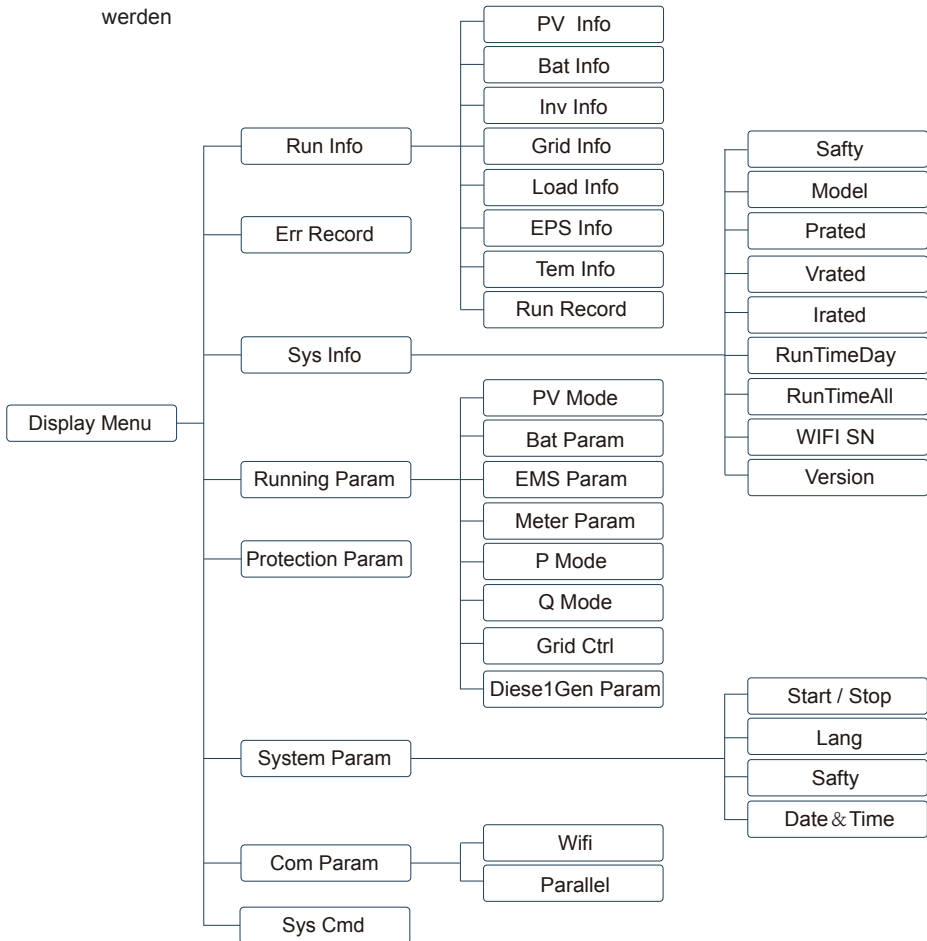 werden
Display Menu
Run Info
PV Info
Bat Info
Inv Info
Grid Info
Load Info
EPS Info
Tem Info
Run Record
Err Record
Sys Info
Safty
Model
Prated
Vrated
Irated
RunTimeDay
RunTimeAll
WIFI SN
Version
Running Param
PV Mode
Bat Param
EMS Param
Meter Param
P Mode
Q Mode
Grid Ctrl
Diese1Gen Param
Protection Param
System Param
Start / Stop
Lang
Safty
Date&Time
Com Param
Wifi
Parallel
Sys Cmd